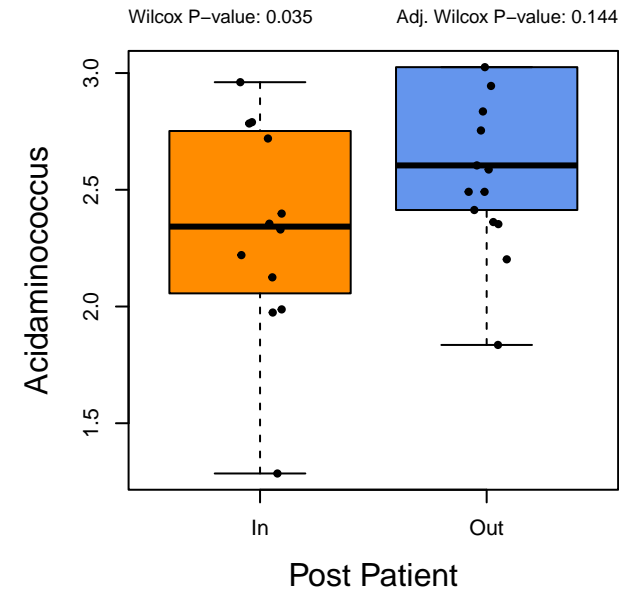 Wilcox P−value: 0.035
Adj. Wilcox P−value: 0.144
Acidaminococcus
3.0
2.5
2.0
1.5
In
Out
Post Patient